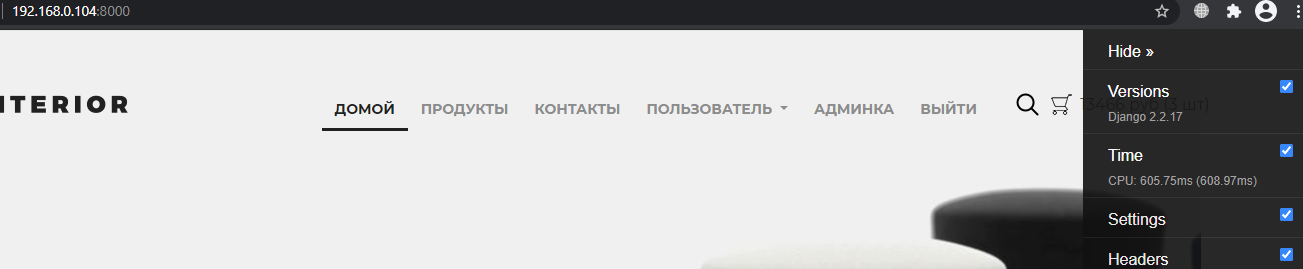 192.168.0.104:8000
Hide »
ITERIOR
ДОМОЙ ПРОДУКТЫ КОНТАКТЫ ПОЛЬЗОВАТЕЛЬ АДМИНКА ВЫЙТИ
13466 руб (3 шт)
Versions
Django 2.2.17
Time
CPU: 605.75ms (608.97ms)
Settings
Headers